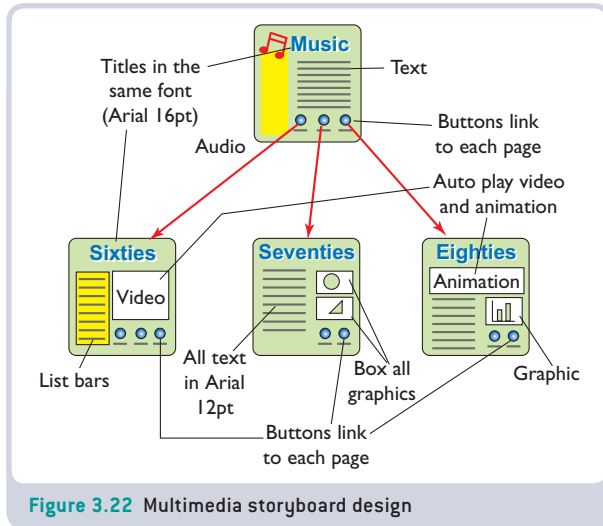 Music
Titles in the
same font
(Arial 16pt)
Text
Audio
Buttons link
to each page
Auto play video
and animation
Sixties
Video
Seventies
Eighties
Animation
List bars
All text
in Arial
12pt
Box all
graphics
Graphic
Buttons link
to each page
Figure 3.22 Multimedia storyboard design